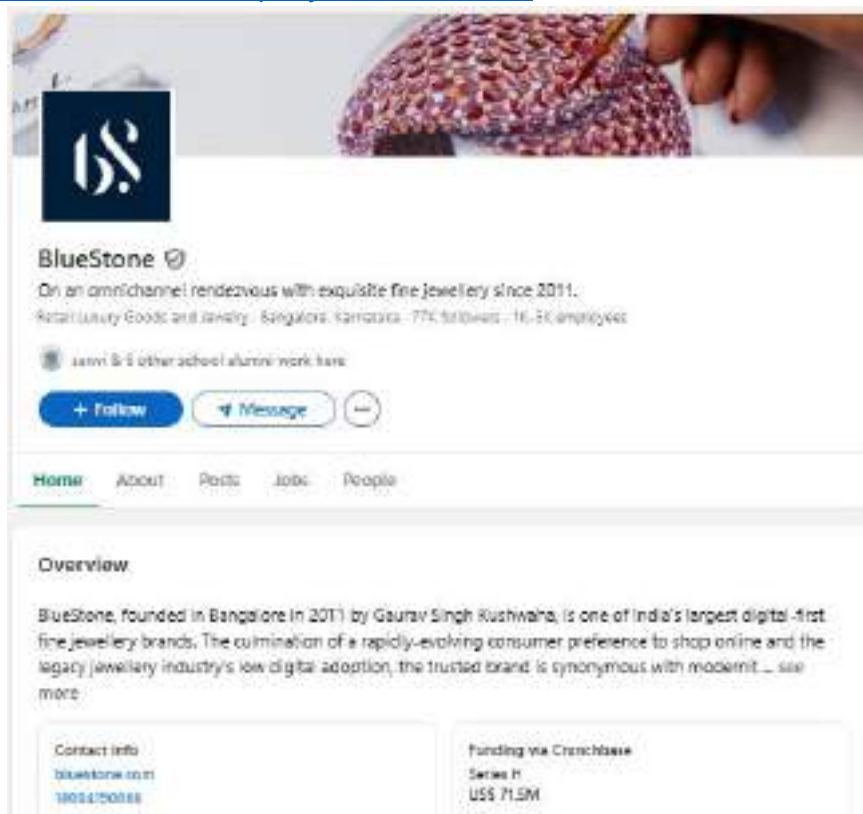 BlueStone
On an omnichannel rendezvous with exquisite fine jewellery since 2011.
Retail Luxury Goods and Jewelry Bangalore, Karnataka 77K followers 1K-5K employees
& 6 other school alumni work here
+ Follow
Message
Home About Posts Jobs People
Overview
BlueStone, founded in Bangalore in 2011 by Gaurav Singh Kushwaha, is one of India's largest digital-first
fine jewellery brands. The culmination of a rapidly-evolving consumer preference to shop online and the
legacy jewellery industry's low digital adoption, the trusted brand is synonymous with modernit ... see
more
Contact info
Funding via Crunchbase
bluestone.com
Series H
US$ 71.5M